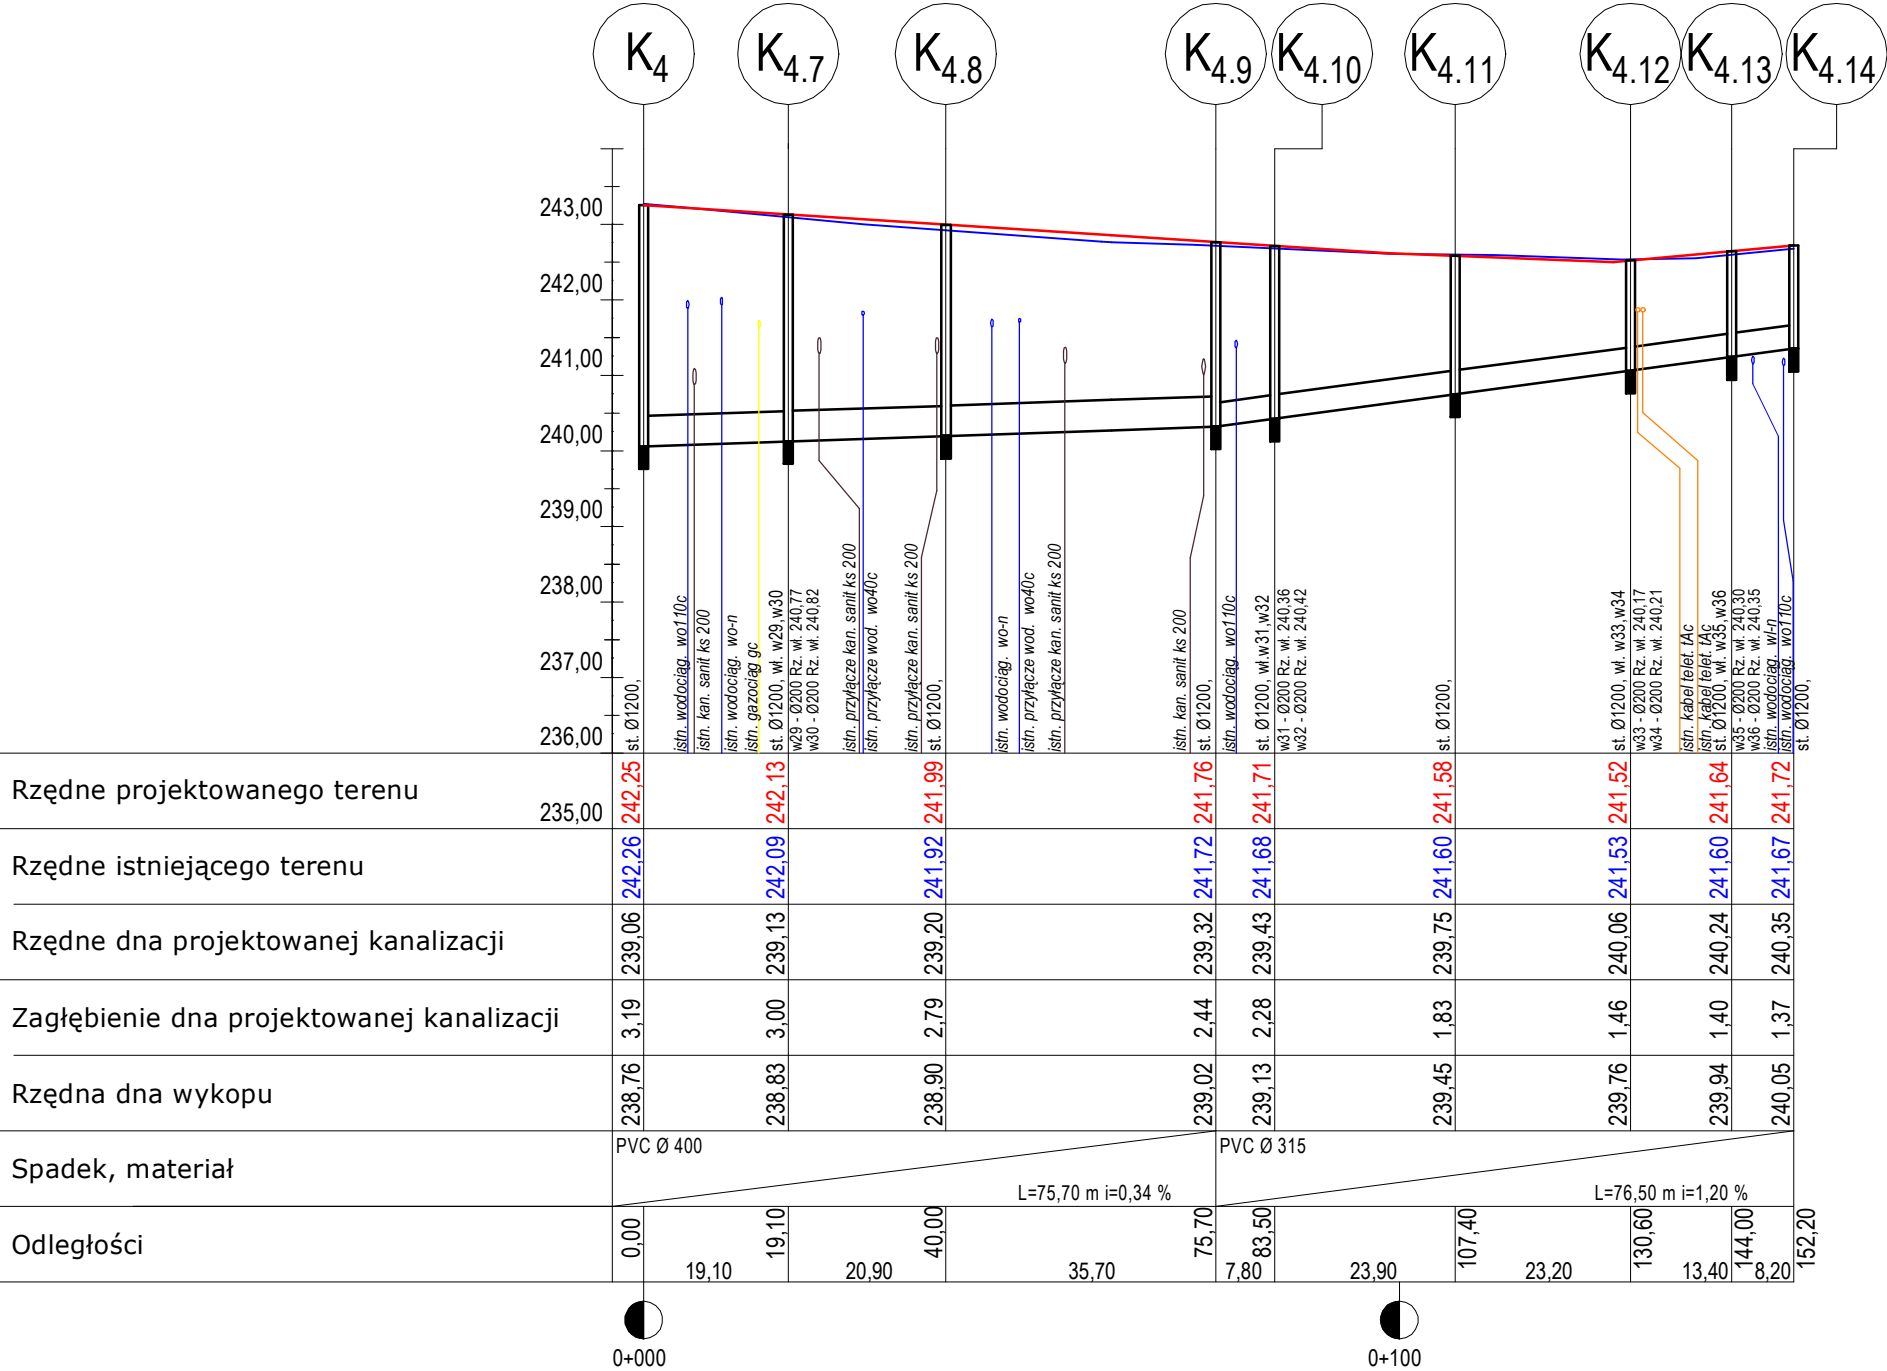 K4 K4.7 K4.8 K4.9 K4.10 K4.11 K4.12 K4.13 K4.14
243,00
242,00
241,00
240,00
239,00
238,00
237,00
236,00
235,00
st. Ø1200,
istn. wodociąg. wo110c
istn. kan. sanit ks 200
istn. wodociąg. wo-n
istn. gazociąg gc
st. Ø1200, wł. w29,w30
w29 - Ø200 Rz. wł. 240,77
w30 - Ø200 Rz. wł. 240,82
istn. przyłącze kan. sanit ks 200
istn. przyłącze wod. wo40c
istn. przyłącze kan. sanit ks 200
st. Ø1200,
istn. wodociąg. wo-n
istn. przyłącze wod. wo40c
istn. przyłącze kan. sanit ks 200
istn. kan. sanit ks 200
st. Ø1200,
istn. wodociąg. wo110c
st. Ø1200, wł.w31,w32
w31 - Ø200 Rz. wł. 240,36
w32 - Ø200 Rz. wł. 240,42
st. Ø1200,
st. Ø1200, wł. w33,w34
w33 - Ø200 Rz. wł. 240,17
w34 - Ø200 Rz. wł. 240,21
istn. kabel telet. tAc
istn. kabel telet. tAc
st. Ø1200, wł. w35,w36
w35 - Ø200 Rz. wł. 240,30
w36 - Ø200 Rz. wł. 240,35
istn. wodociąg. wl-n
istn. wodociąg. wo110c
st. Ø1200,
Rzędne projektowanego terenu
242,25 242,13 241,99 241,76 241,71 241,58 241,52 241,64 241,72
Rzędne istniejącego terenu
242,26 242,09 241,92 241,72 241,68 241,60 241,53 241,60 241,67
Rzędne dna projektowanej kanalizacji
239,06 239,13 239,20 239,32 239,43 239,75 240,06 240,24 240,35
Zagłębienie dna projektowanej kanalizacji
3,19 3,00 2,79 2,44 2,28 1,83 1,46 1,40 1,37
Rzędna dna wykopu
238,76 238,83 238,90 239,02 239,13 239,45 239,76 239,94 240,05
Spadek, materiał
PVC Ø 400
L=75,70 m i=0,34 %
PVC Ø 315
L=76,50 m i=1,20 %
Odległości
0,00 19,10 40,00 75,70 83,50 107,40 130,60 144,00 152,20
19,10 20,90 35,70 7,80 23,90 23,20 13,40 8,20
0+000 0+100